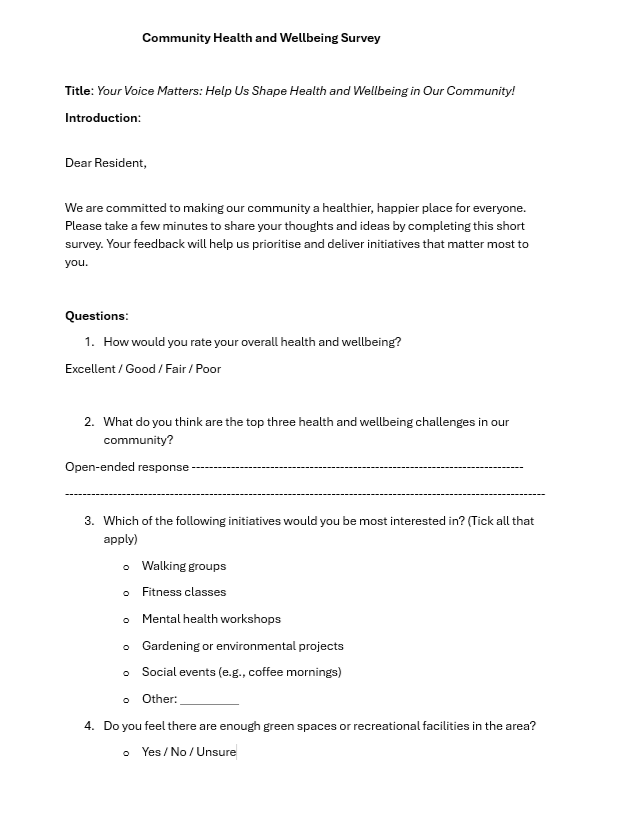 Community Health and Wellbeing Survey
Title: Your Voice Matters: Help Us Shape Health and Wellbeing in Our Community!
Introduction:
Dear Resident,
We are committed to making our community a healthier, happier place for everyone.
Please take a few minutes to share your thoughts and ideas by completing this short
survey. Your feedback will help us prioritise and deliver initiatives that matter most to
you.
Questions:
1. How would you rate your overall health and wellbeing?
Excellent / Good / Fair / Poor
2. What do you think are the top three health and wellbeing challenges in our
community?
Open-ended response ----------------------------------------------------------------------------
--------------------------------------------------------------------------------------------------------------
3. Which of the following initiatives would you be most interested in? (Tick all that
apply)
o Walking groups
o Fitness classes
o Mental health workshops
o Gardening or environmental projects
o Social events (e.g., coffee mornings)
o Other: _________
4. Do you feel there are enough green spaces or recreational facilities in the area?
o Yes / No / Unsure